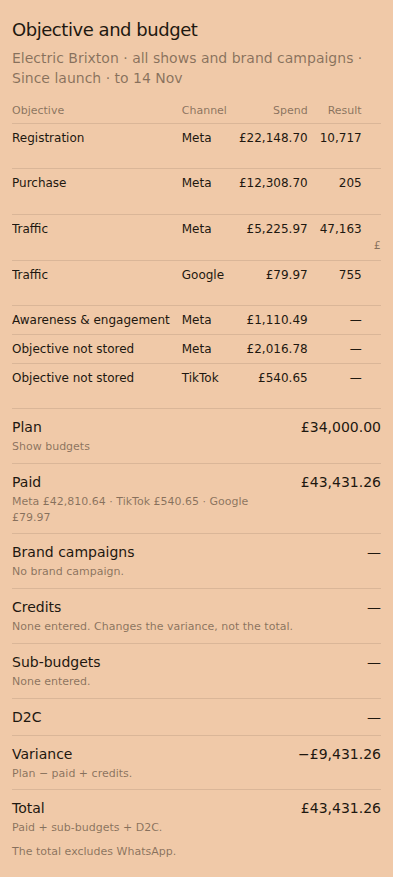 Objective and budget
Electric Brixton · all shows and brand campaigns ·
Since launch · to 14 Nov
Objective Channel Spend Result
Registration Meta £22,148.70 10,717
Purchase Meta £12,308.70 205
Traffic Meta £5,225.97 47,163
£
Traffic Google £79.97 755
Awareness & engagement Meta £1,110.49 —
Objective not stored Meta £2,016.78 —
Objective not stored TikTok £540.65 —
Plan £34,000.00
Show budgets
Paid £43,431.26
Meta £42,810.64 · TikTok £540.65 · Google
£79.97
Brand campaigns —
No brand campaign.
Credits —
None entered. Changes the variance, not the total.
Sub-budgets —
None entered.
D2C —
Variance −£9,431.26
Plan − paid + credits.
Total £43,431.26
Paid + sub-budgets + D2C.
The total excludes WhatsApp.